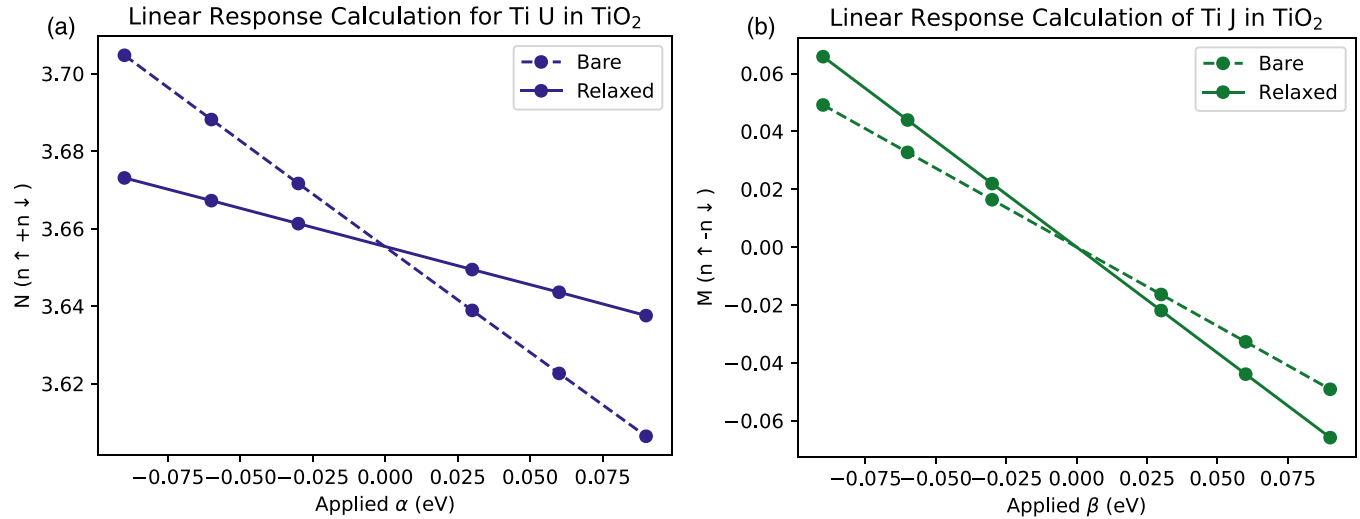 (a)
Linear Response Calculation for Ti U in TiO₂
Bare
Relaxed
3.70
3.68
3.66
3.64
3.62
N (n ↑ +n ↓)
−0.075 −0.050 −0.025 0.000 0.025 0.050 0.075
Applied α (eV)
(b)
Linear Response Calculation of Ti J in TiO₂
Bare
Relaxed
0.06
0.04
0.02
0.00
−0.02
−0.04
−0.06
M (n ↑-n ↓)
−0.075 −0.050 −0.025 0.000 0.025 0.050 0.075
Applied β (eV)